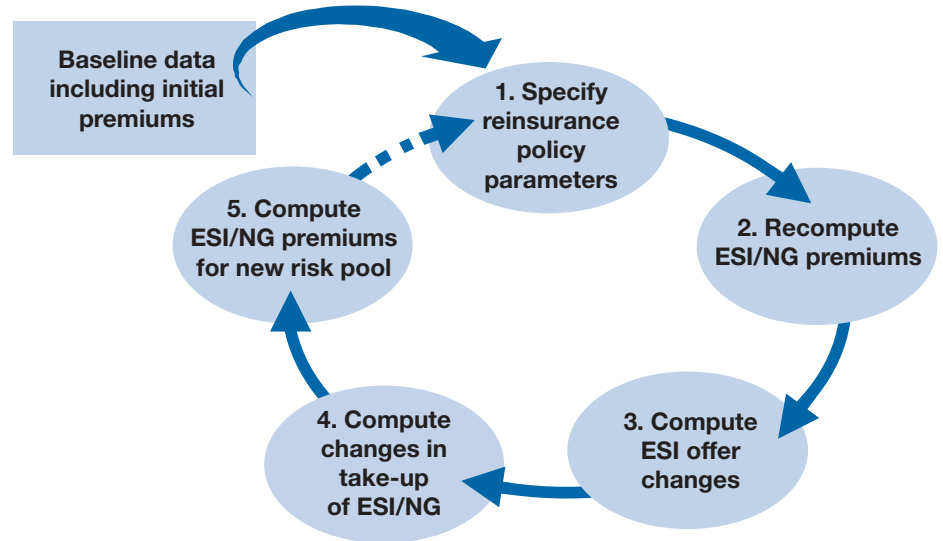 Baseline data
including initial
premiums
1. Specify
reinsurance
policy
parameters
2. Recompute
ESI/NG premiums
3. Compute
ESI offer
changes
4. Compute
changes in
take-up
of ESI/NG
5. Compute
ESI/NG premiums
for new risk pool